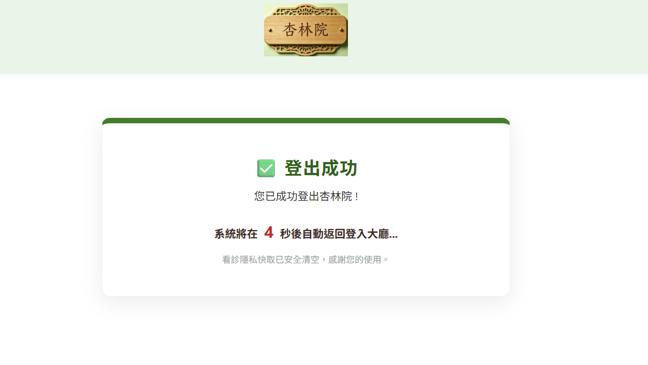 杏林院
✅ 登出成功
您已成功登出杏林院！
系統將在 4 秒後自動返回登入大廳...
看診隱私快取已安全清空，感謝您的使用。